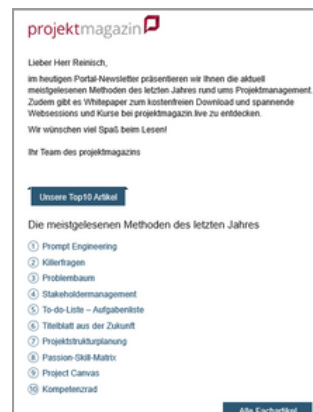 projektmagazin
Lieber Herr Reinisch,
im heutigen Portal-Newsletter präsentieren wir Ihnen die aktuell
meistgelesenen Methoden des letzten Jahres rund ums Projektmanagement.
Zudem gibt es Whitepaper zum kostenfreien Download und spannende
Websessions und Kurse bei projektmagazin.live zu entdecken.
Wir wünschen viel Spaß beim Lesen!
Ihr Team des projektmagazins
Unsere Top10 Artikel
Die meistgelesenen Methoden des letzten Jahres
1 Prompt Engineering
2 Killerfragen
3 Problembaum
4 Stakeholdermanagement
5 To-do-Liste – Aufgabenliste
6 Titelblatt aus der Zukunft
7 Projektstrukturplanung
8 Passion-Skill-Matrix
9 Project Canvas
10 Kompetenzrad
Alle Fachartikel